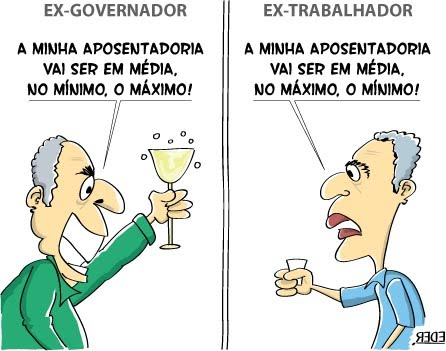 EX-GOVERNADOR
A MINHA APOSENTADORIA
VAI SER EM MÉDIA,
NO MÍNIMO, O MÁXIMO!
EX-TRABALHADOR
A MINHA APOSENTADORIA
VAI SER EM MÉDIA,
NO MÁXIMO, O MÍNIMO!
EDER.